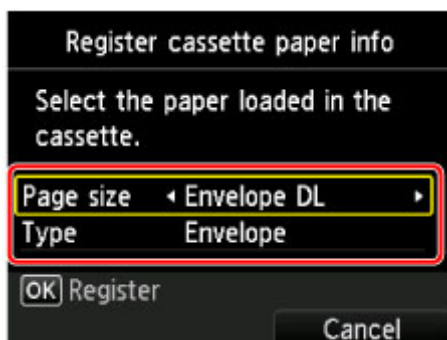 Register cassette paper info
Select the paper loaded in the
cassette.
Page size Envelope DL
Type Envelope
OK Register
Cancel